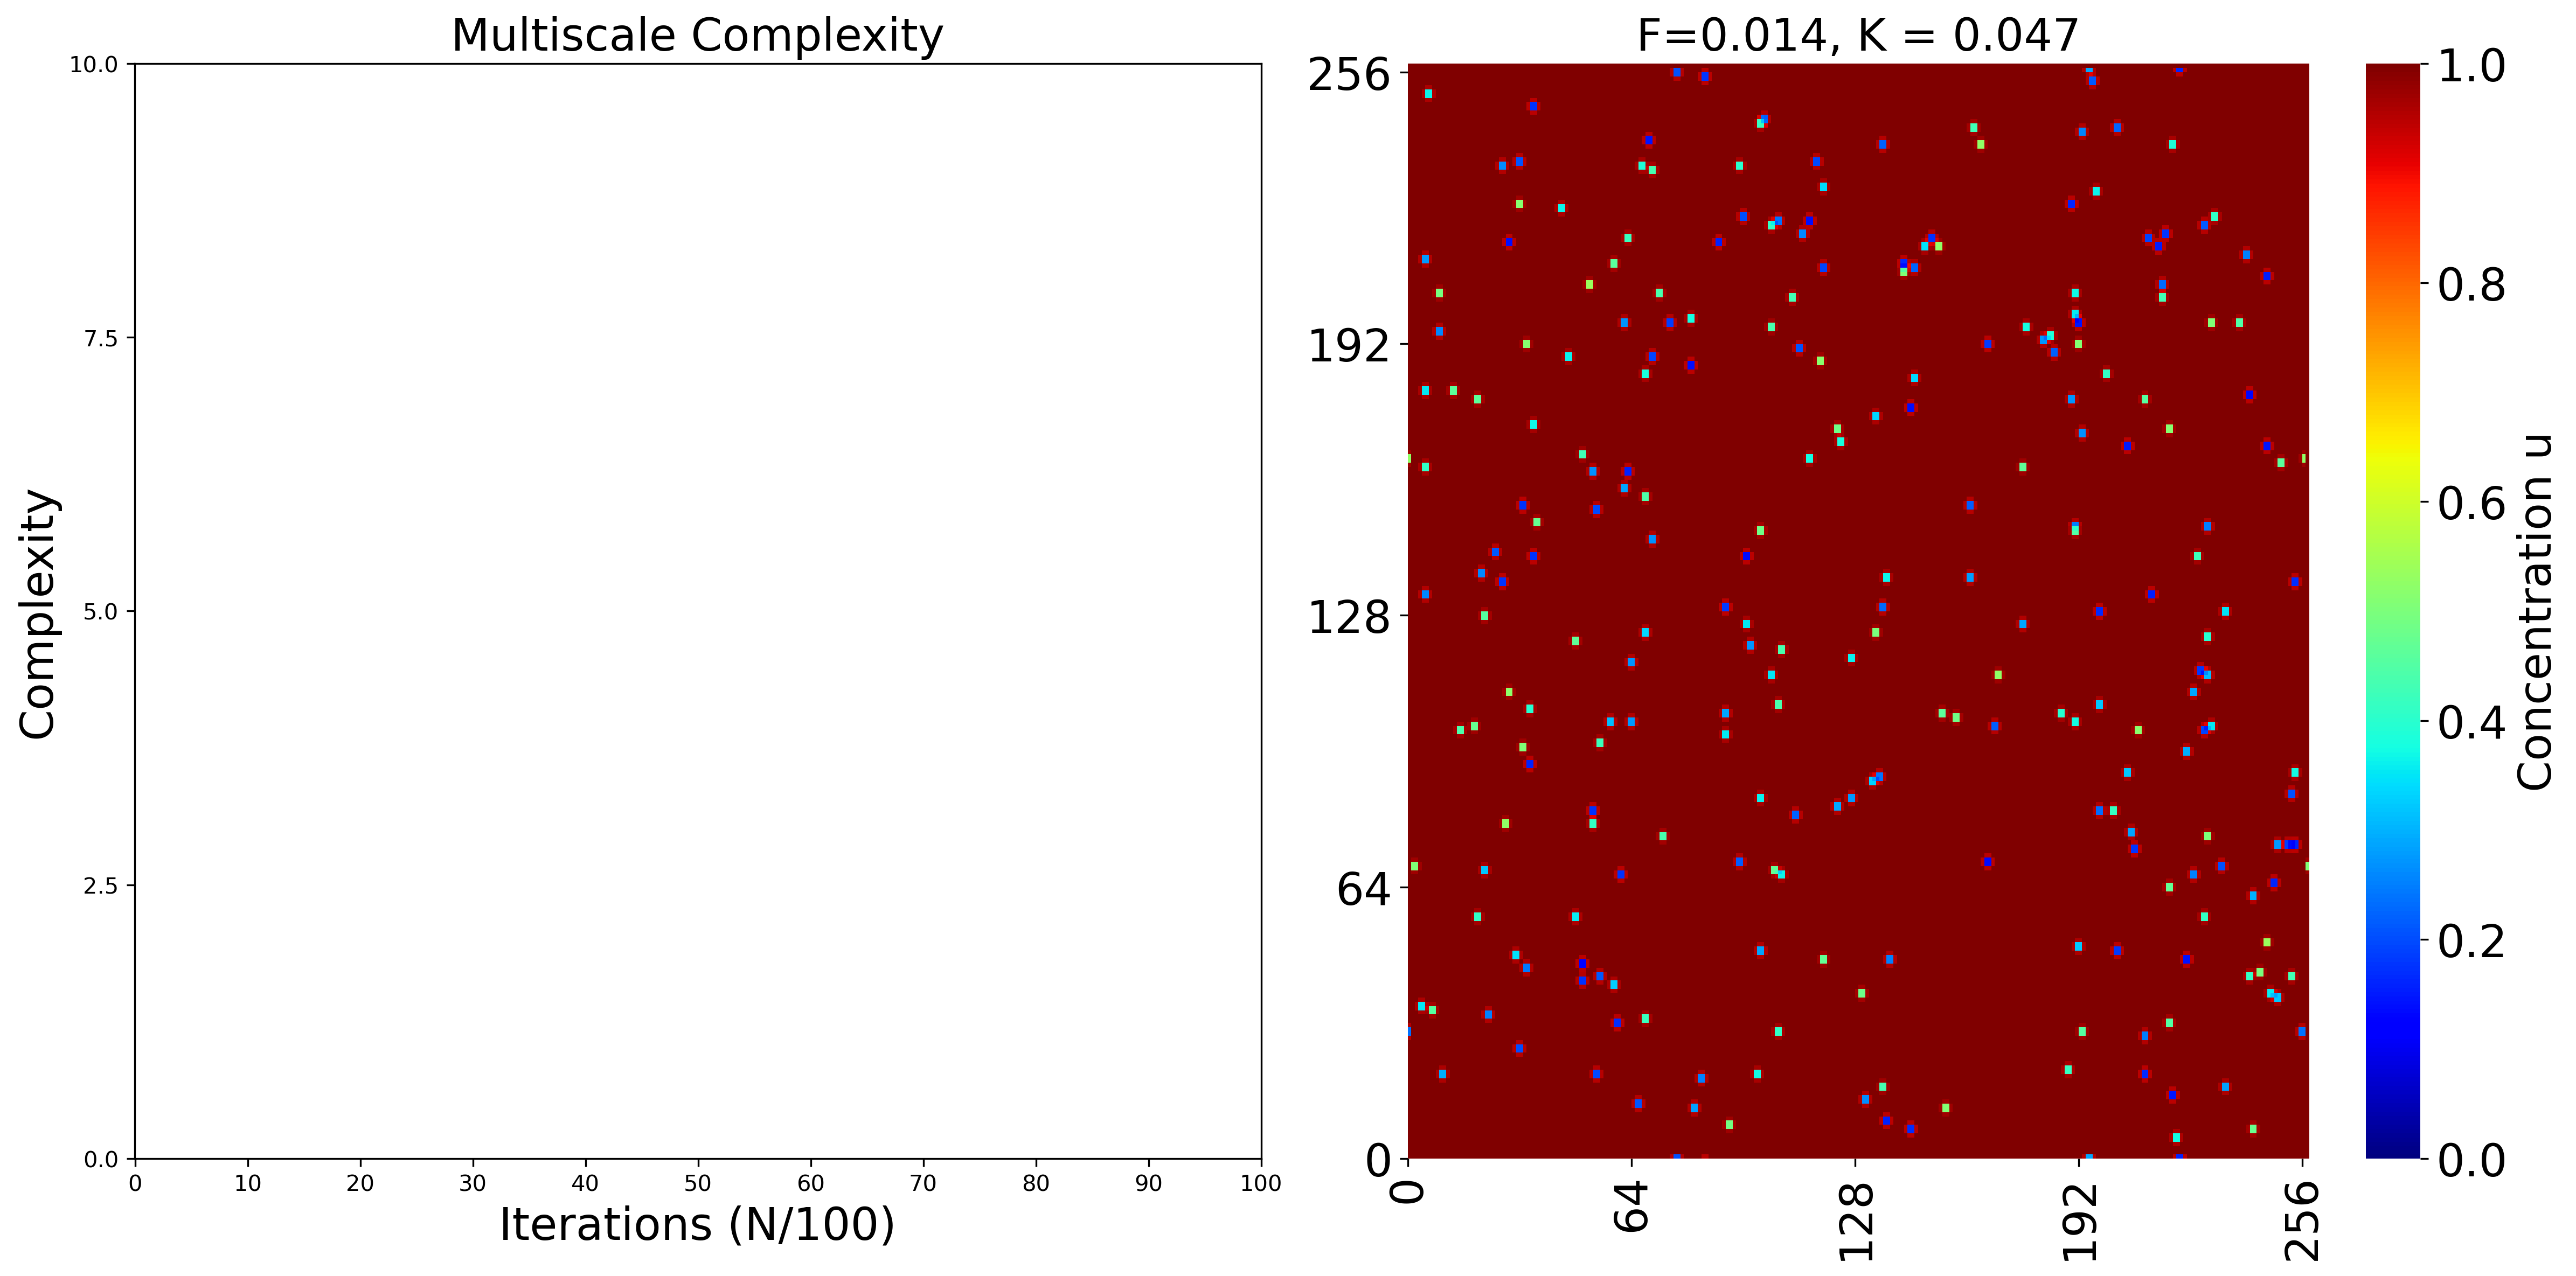 Multiscale Complexity
10.0
7.5
5.0
2.5
0.0
Complexity
0 10 20 30 40 50 60 70 80 90 100
Iterations (N/100)
F=0.014, K = 0.047
256
192
128
64
0
0 64 128 192 256
1.0
0.8
0.6
0.4
0.2
0.0
Concentration u